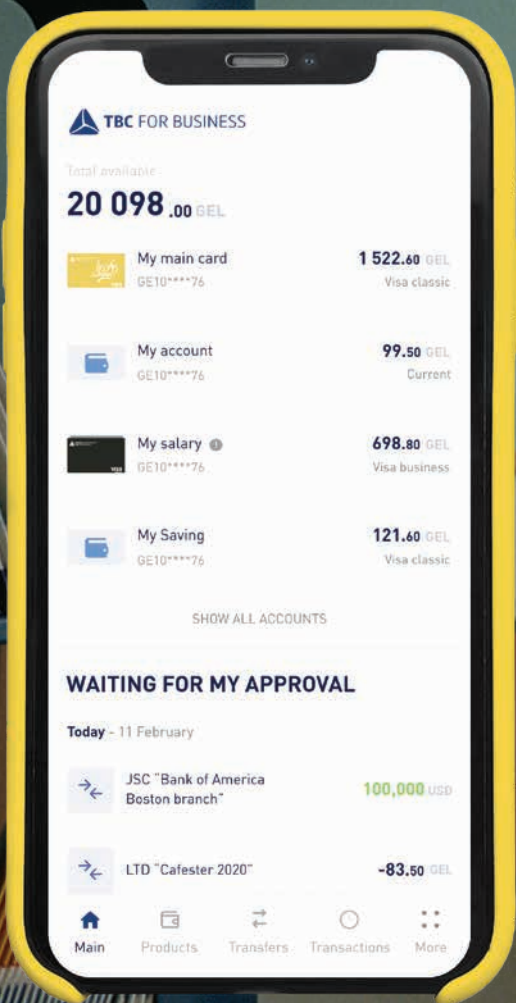 TBC FOR BUSINESS
Total available
20 098.00 GEL
My main card
1 522.60 GEL
GE10****76
Visa classic
My account
99.50 GEL
GE10****76
Current
My salary
698.80 GEL
GE10****76
Visa business
My Saving
121.60 GEL
GE10****76
Visa classic
SHOW ALL ACCOUNTS
WAITING FOR MY APPROVAL
Today - 11 February
JSC "Bank of America
Boston branch"
100,000 USD
LTD "Cafester 2020"
-83.50 GEL
Main
Products
Transfers
Transactions
More